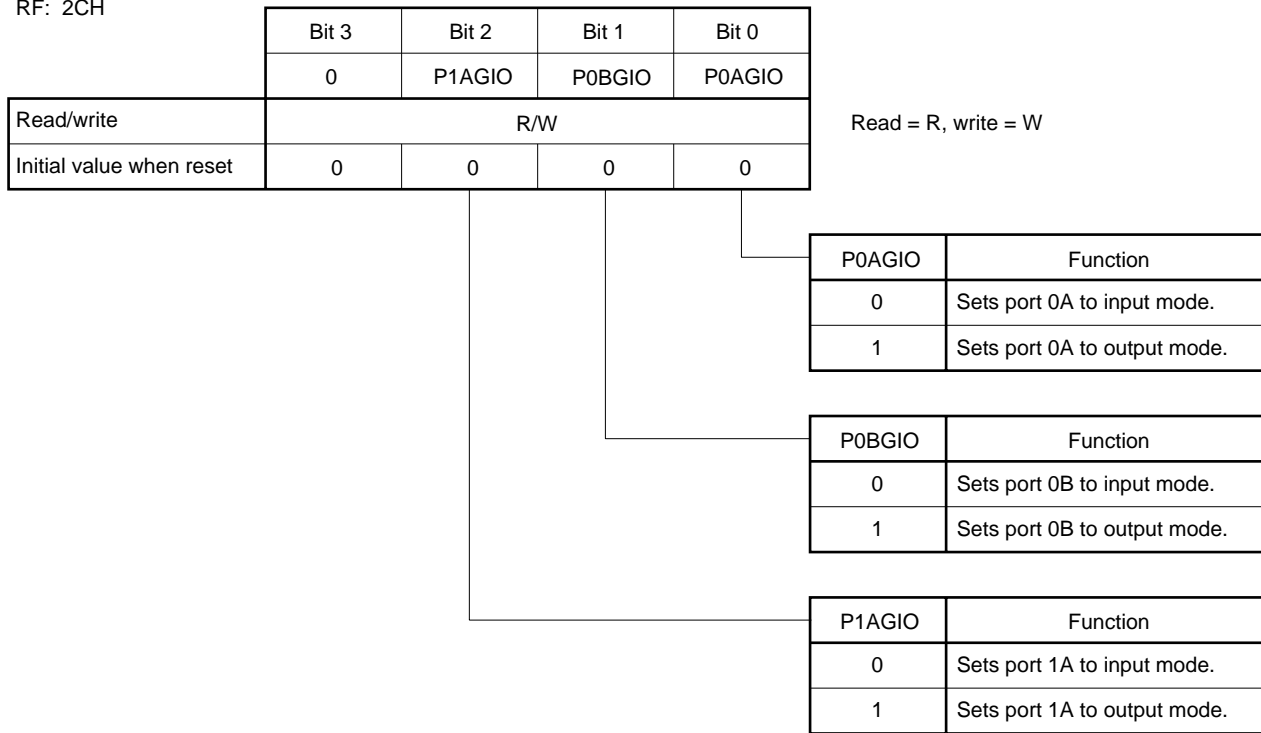 RF: 2CH
Bit 3 Bit 2 Bit 1 Bit 0
0 P1AGIO P0BGIO P0AGIO
Read/write R/W Read = R, write = W
Initial value when reset 0 0 0 0
P0AGIO Function
0 Sets port 0A to input mode.
1 Sets port 0A to output mode.
P0BGIO Function
0 Sets port 0B to input mode.
1 Sets port 0B to output mode.
P1AGIO Function
0 Sets port 1A to input mode.
1 Sets port 1A to output mode.